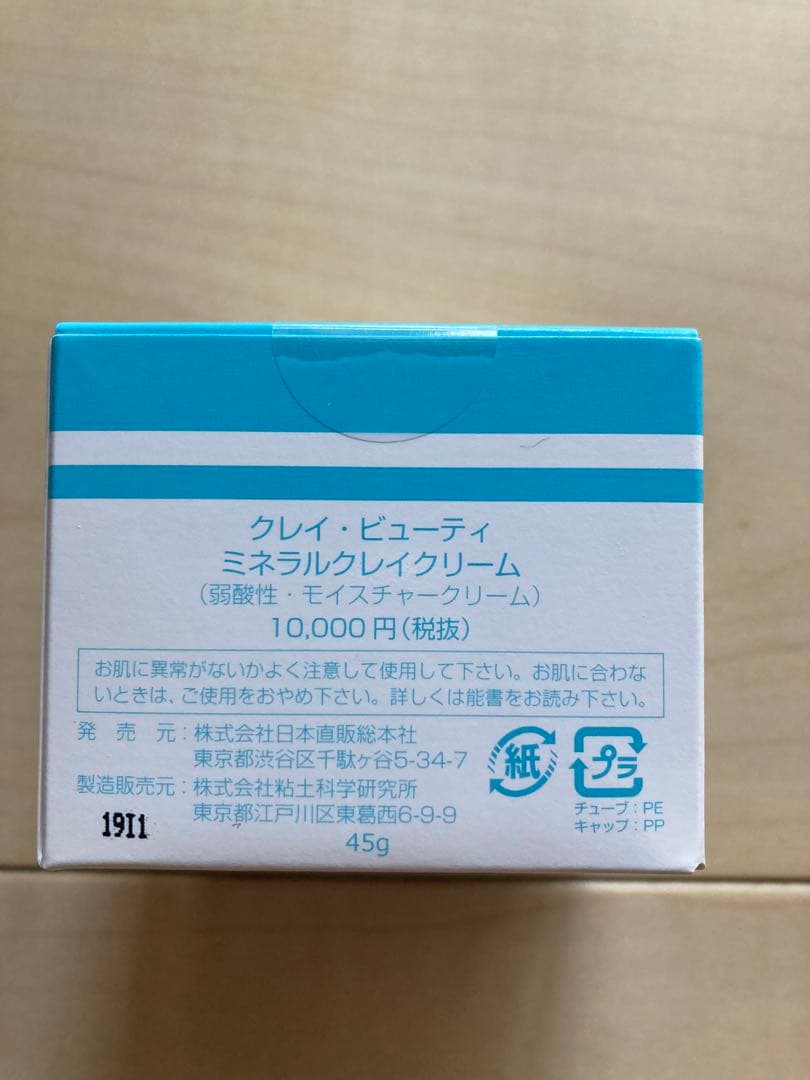 クレイ・ビューティ
ミネラルクレイクリーム
(弱酸性・モイスチャークリーム)
10,000円(税抜)
お肌に異常がないかよく注意して使用して下さい。お肌に合わな
いときは、ご使用をおやめ下さい。詳しくは能書をお読み下さい。
発売元:株式会社日本直販総本社
東京都渋谷区千駄ヶ谷5-34-7
製造販売元:株式会社粘土科学研究所
東京都江戸川区東葛西6-9-9
紙
プラ
チューブ:PE
キャップ:PP
19I1
45g